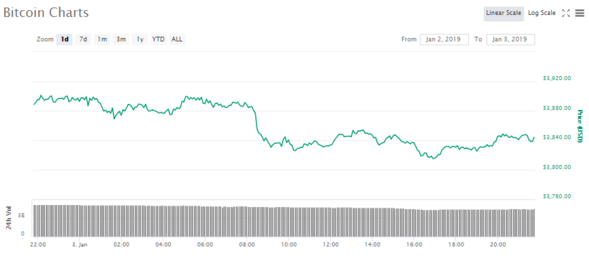 Bitcoin Charts
Linear Scale Log Scale
Zoom 1d 7d 1m 3m 1y YTD ALL
From Jan 2, 2019 To Jan 3, 2019
$3,920.00
$3,880.00
$3,840.00
$3,800.00
$3,760.00
Price (USD)
24h Vol
0
22:00 3. Jan 02:00 04:00 06:00 08:00 10:00 12:00 14:00 16:00 18:00 20:00